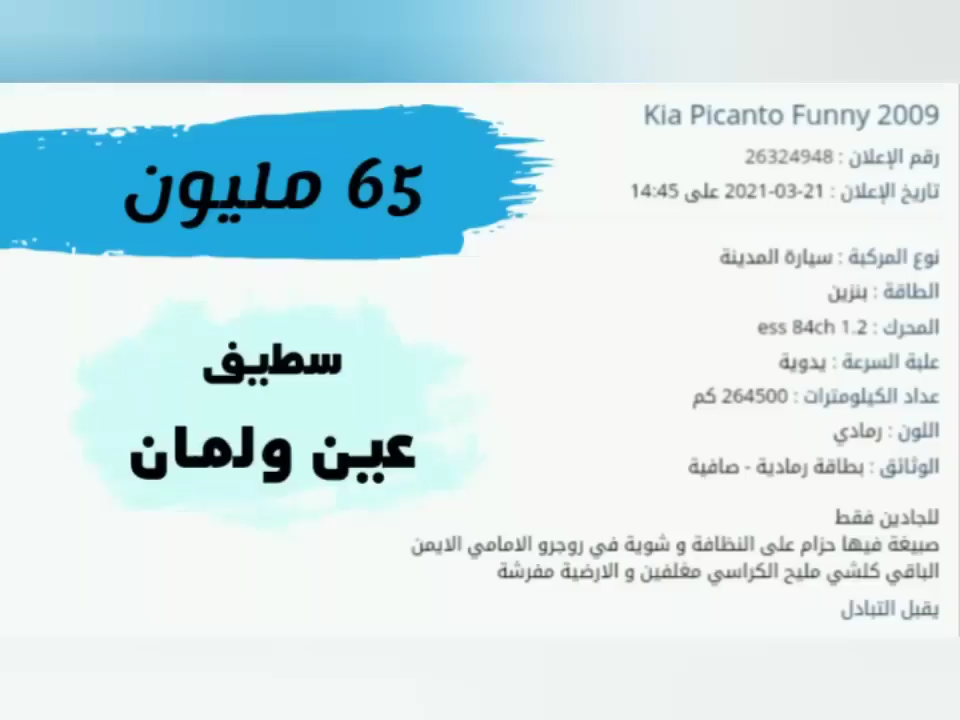 Kia Picanto Funny 2009
رقم الإعلان : 26324948
تاريخ الإعلان : 21-03-2021 على 14:45
نوع المركبة : سيارة المدينة
الطاقة : بنزين
المحرك : 1.2 ess 84ch
علبة السرعة : يدوية
عداد الكيلومترات : 264500 كم
اللون : رمادي
الوثائق : بطاقة رمادية - صافية
للجادين فقط
صبيغة فيها حزام على النظافة و شوية في روجرو الامامي الايمن
الباقي كلشي مليح الكراسي مغلفين و الارضية مفرشة
يقبل التبادل
65 مليون
سطيف
عين ولمان